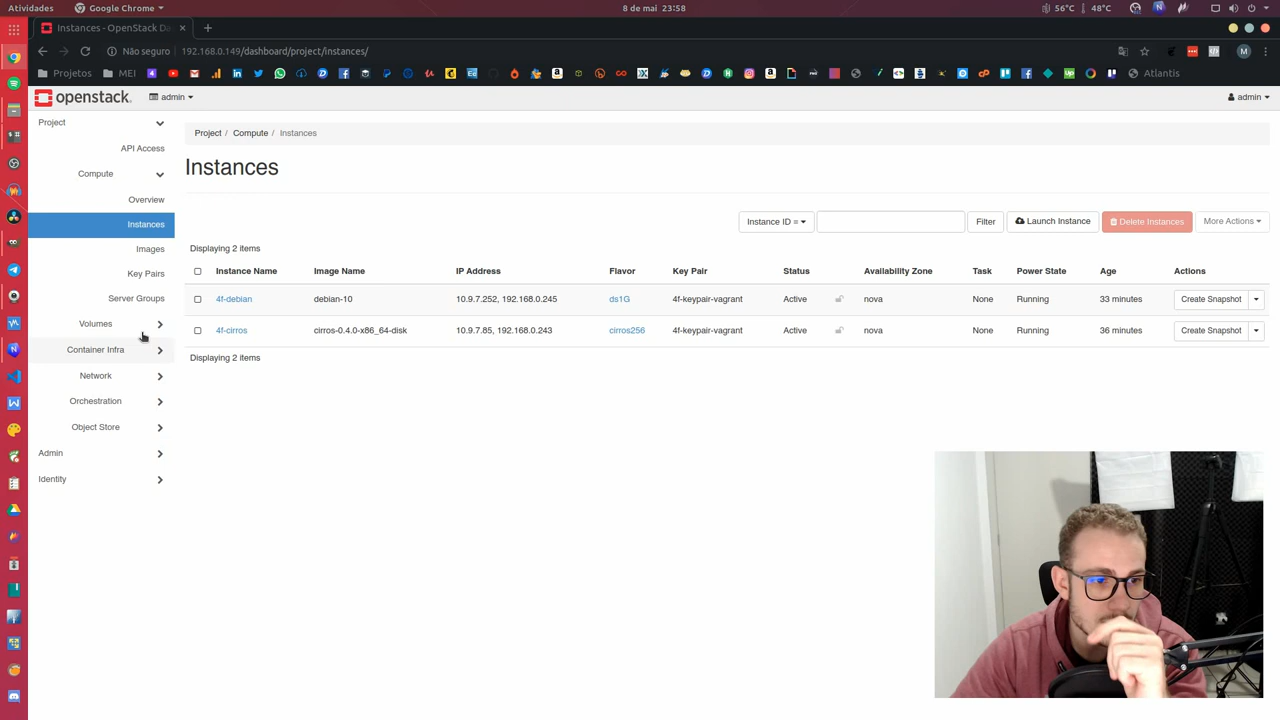 Atividades Google Chrome 8 de mai 23:58 56°C 48°C
Instances - OpenStack Da
Não seguro 192.168.0.149/dashboard/project/instances/ M
Projetos MEI Atlantis
openstack. admin admin
Project
API Access
Compute
Overview
Instances
Images
Key Pairs
Server Groups
Volumes
Container Infra
Network
Orchestration
Object Store
Admin
Identity
Project / Compute / Instances
Instances
Instance ID = Filter Launch Instance Delete Instances More Actions
Displaying 2 items
Instance Name Image Name IP Address Flavor Key Pair Status Availability Zone Task Power State Age Actions
4f-debian debian-10 10.9.7.252, 192.168.0.245 ds1G 4f-keypair-vagrant Active nova None Running 33 minutes Create Snapshot
4f-cirros cirros-0.4.0-x86_64-disk 10.9.7.85, 192.168.0.243 cirros256 4f-keypair-vagrant Active nova None Running 36 minutes Create Snapshot
Displaying 2 items